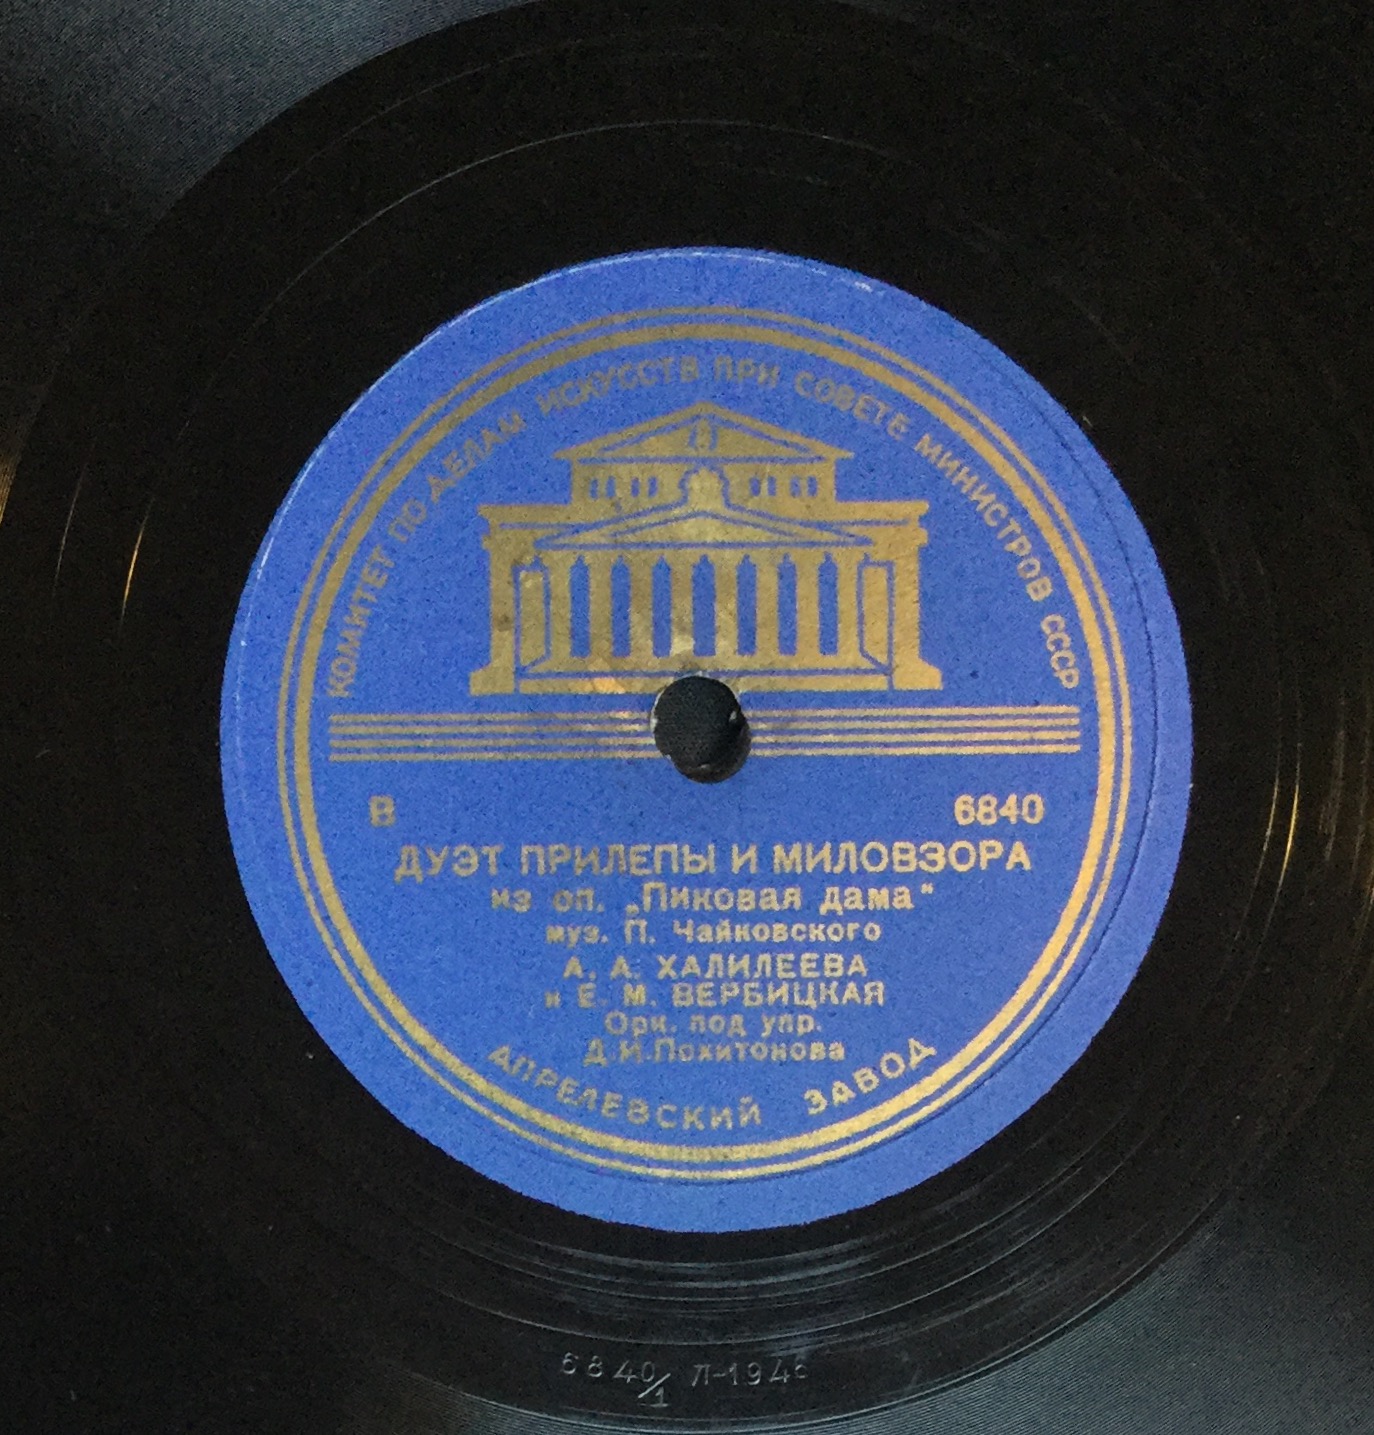 КОМИТЕТ ПО ДЕЛАМ ИСКУССТВ ПРИ СОВЕТЕ МИНИСТРОВ СССР
В 6840
ДУЭТ ПРИЛЕПЫ И МИЛОВЗОРА
из оп. „Пиковая дама"
муз. П. Чайковского
А. А. ХАЛИЛЕЕВА
и Е. М. ВЕРБИЦКАЯ
Орк. под упр.
Д.И.Похитонова
АПРЕЛЕВСКИЙ ЗАВОД
6840/1